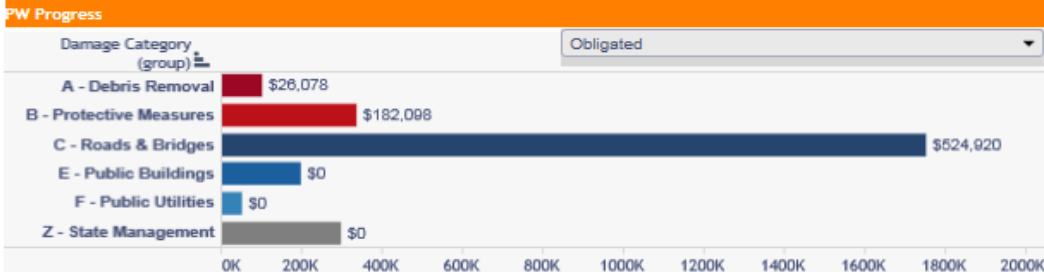 PW Progress
Damage Category (group)
Obligated
A - Debris Removal $26,078
B - Protective Measures $182,098
C - Roads & Bridges $524,920
E - Public Buildings $0
F - Public Utilities $0
Z - State Management $0
0K 200K 400K 600K 800K 1000K 1200K 1400K 1600K 1800K 2000K